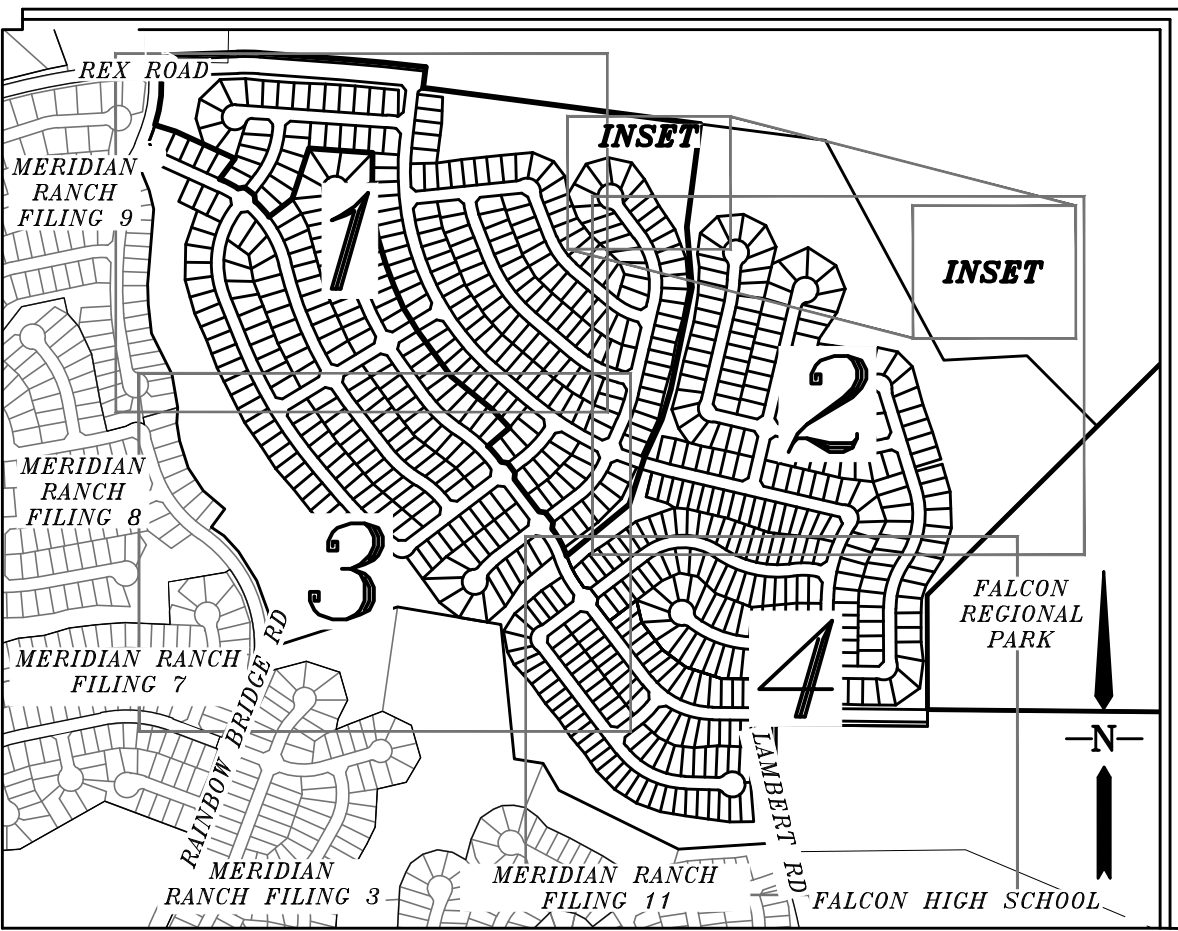 REX ROAD
INSET
MERIDIAN
RANCH
FILING 9
1
INSET
2
MERIDIAN
RANCH
FILING 8
3
FALCON
REGIONAL
PARK
MERIDIAN RANCH
FILING 7
RAINBOW BRIDGE RD
4
N
LAMBERT RD
MERIDIAN
RANCH FILING 3
MERIDIAN RANCH
FILING 11
FALCON HIGH SCHOOL